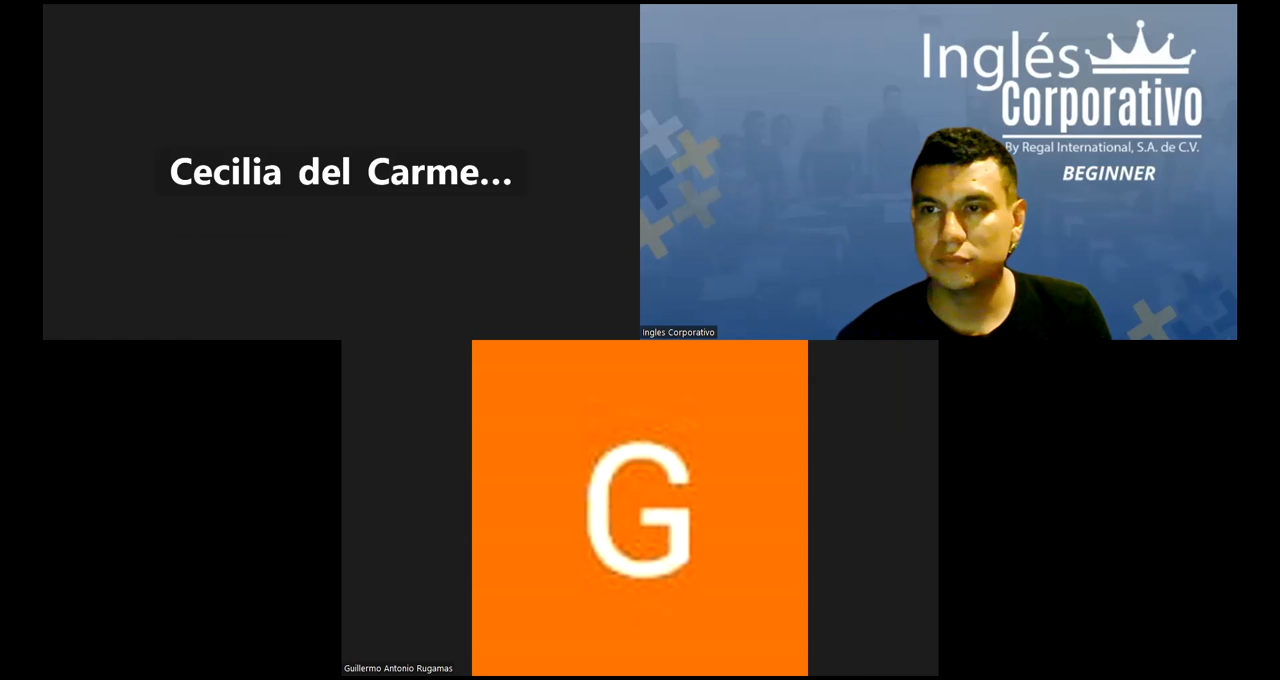 Cecilia del Carme...
Inglés
Corporativo
By Regal International, S.A. de C.V.
BEGINNER
Ingles Corporativo
G
Guillermo Antonio Rugamas